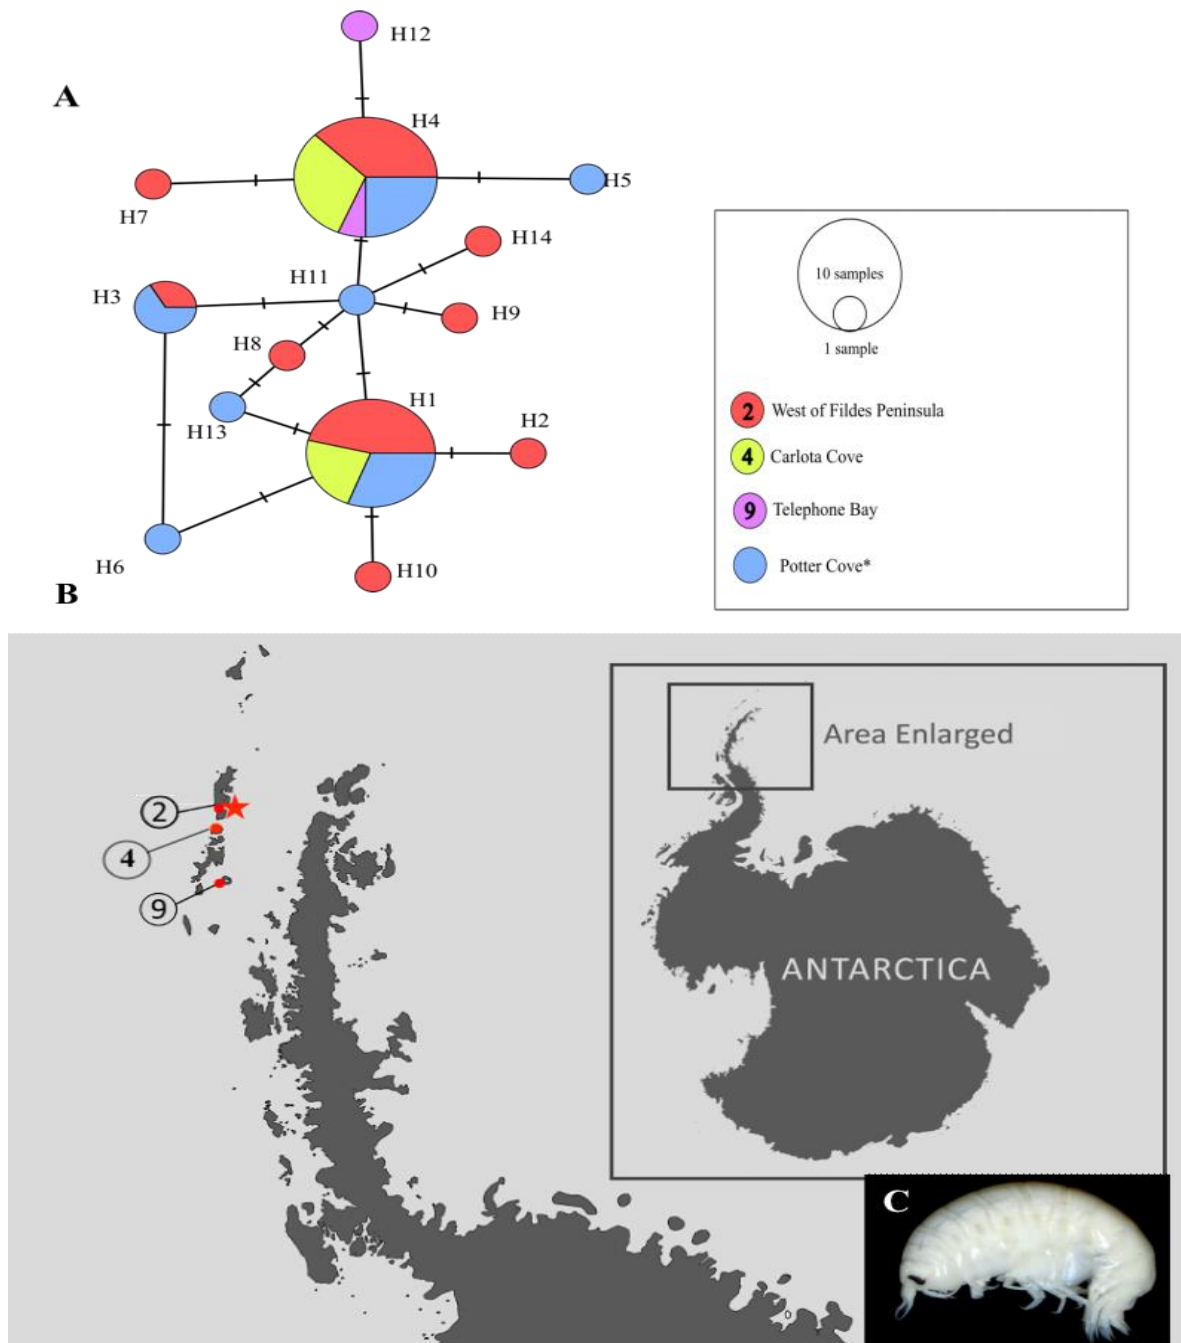 A
H12
H4
H7
H5
H14
H11
H3
H9
H8
H1
H13
H2
H6
H10
10 samples
1 sample
2 West of Fildes Peninsula
4 Carlota Cove
9 Telephone Bay
Potter Cove*
B
Area Enlarged
2
4
9
ANTARCTICA
C